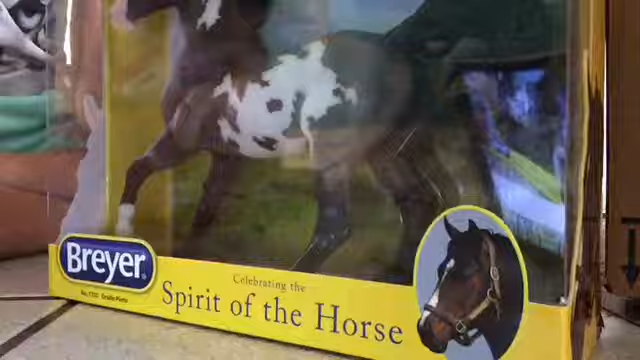 Breyer
Celebrating the
Spirit of the Horse